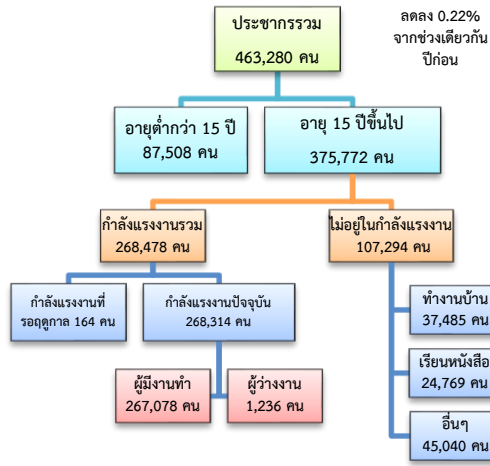 ประชากรรวม
463,280 คน
ลดลง 0.22%
จากช่วงเดียวกัน
ปีก่อน
อายุต่ำกว่า 15 ปี
87,508 คน
อายุ 15 ปีขึ้นไป
375,772 คน
กำลังแรงงานรวม
268,478 คน
ไม่อยู่ในกำลังแรงงาน
107,294 คน
กำลังแรงงานที่
รอฤดูกาล 164 คน
กำลังแรงงานปัจจุบัน
268,314 คน
ทำงานบ้าน
37,485 คน
ผู้มีงานทำ
267,078 คน
ผู้ว่างงาน
1,236 คน
เรียนหนังสือ
24,769 คน
อื่นๆ
45,040 คน